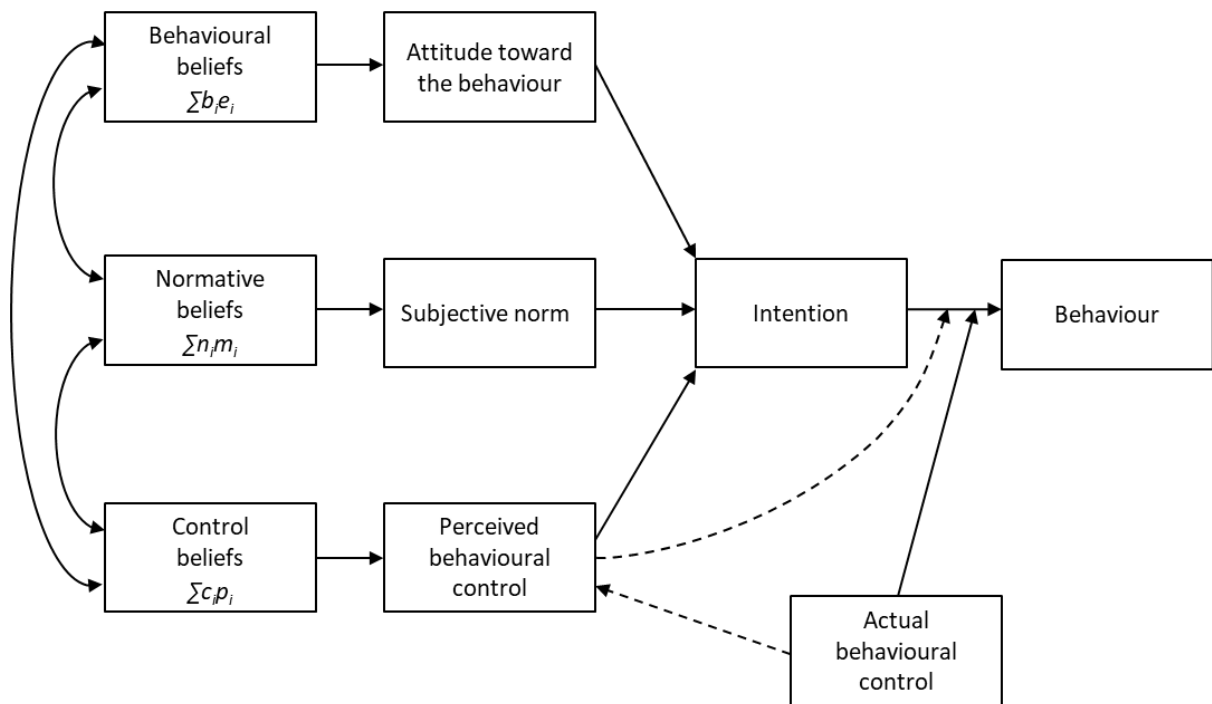 Behavioural
beliefs
∑bᵢeᵢ
Attitude toward
the behaviour
Normative
beliefs
∑nᵢmᵢ
Subjective norm
Intention
Behaviour
Control
beliefs
∑cᵢpᵢ
Perceived
behavioural
control
Actual
behavioural
control